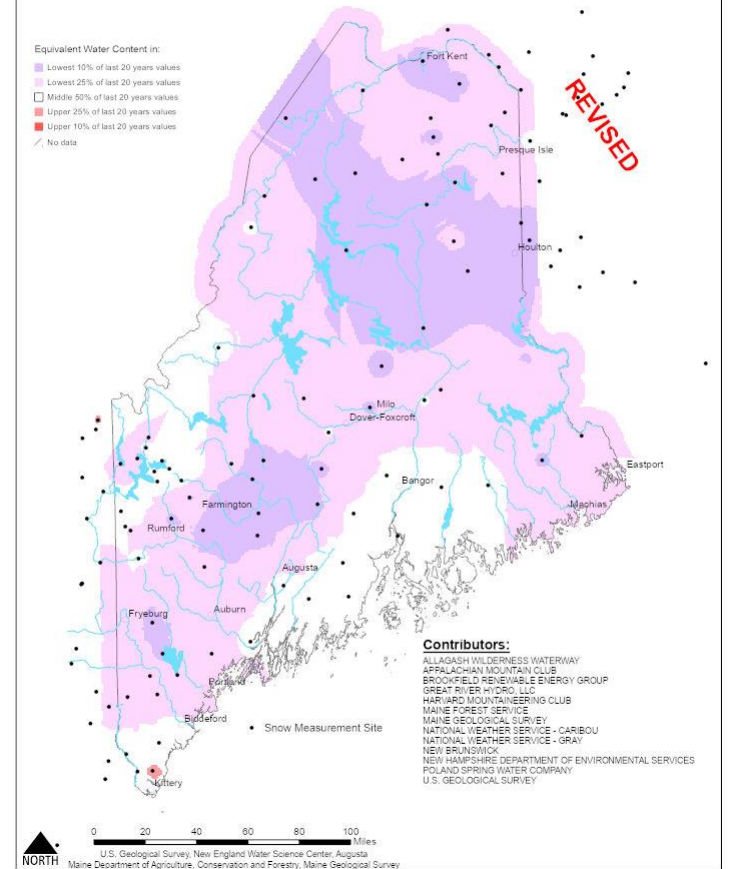 Equivalent Water Content in:
Lowest 10% of last 20 years values
Lowest 25% of last 20 years values
Middle 50% of last 20 years values
Upper 25% of last 20 years values
Upper 10% of last 20 years values
No data
REVISED
Fort Kent
Presque Isle
Houlton
Milo
Dover-Foxcroft
Bangor
Eastport
Machias
Farmington
Rumford
Augusta
Auburn
Fryeburg
Portland
Biddeford
Kittery
Snow Measurement Site
Contributors:
ALLAGASH WILDERNESS WATERWAY
APPALACHIAN MOUNTAIN CLUB
BROOKFIELD RENEWABLE ENERGY GROUP
GREAT RIVER HYDRO, LLC
HARVARD MOUNTAINEERING CLUB
MAINE FOREST SERVICE
MAINE GEOLOGICAL SURVEY
NATIONAL WEATHER SERVICE - CARIBOU
NATIONAL WEATHER SERVICE - GRAY
NEW BRUNSWICK
NEW HAMPSHIRE DEPARTMENT OF ENVIRONMENTAL SERVICES
POLAND SPRING WATER COMPANY
U.S. GEOLOGICAL SURVEY
0 20 40 60 80 100
Miles
NORTH
U.S. Geological Survey, New England Water Science Center, Augusta
Maine Department of Agriculture, Conservation and Forestry, Maine Geological Survey